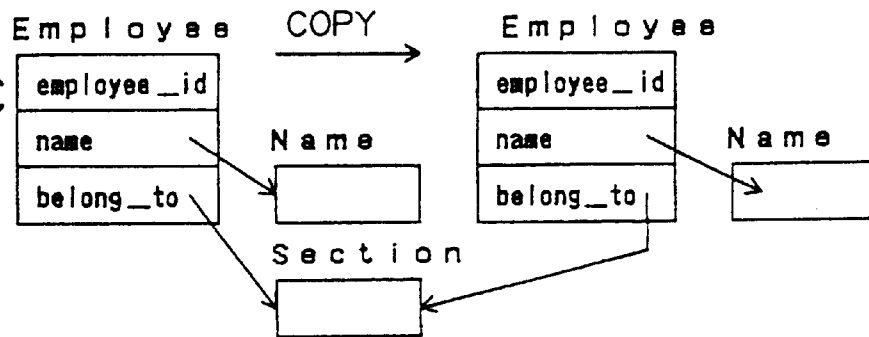 Employee
COPY
Employee
employee_id
name
belong_to
Name
employee_id
name
belong_to
Name
Section